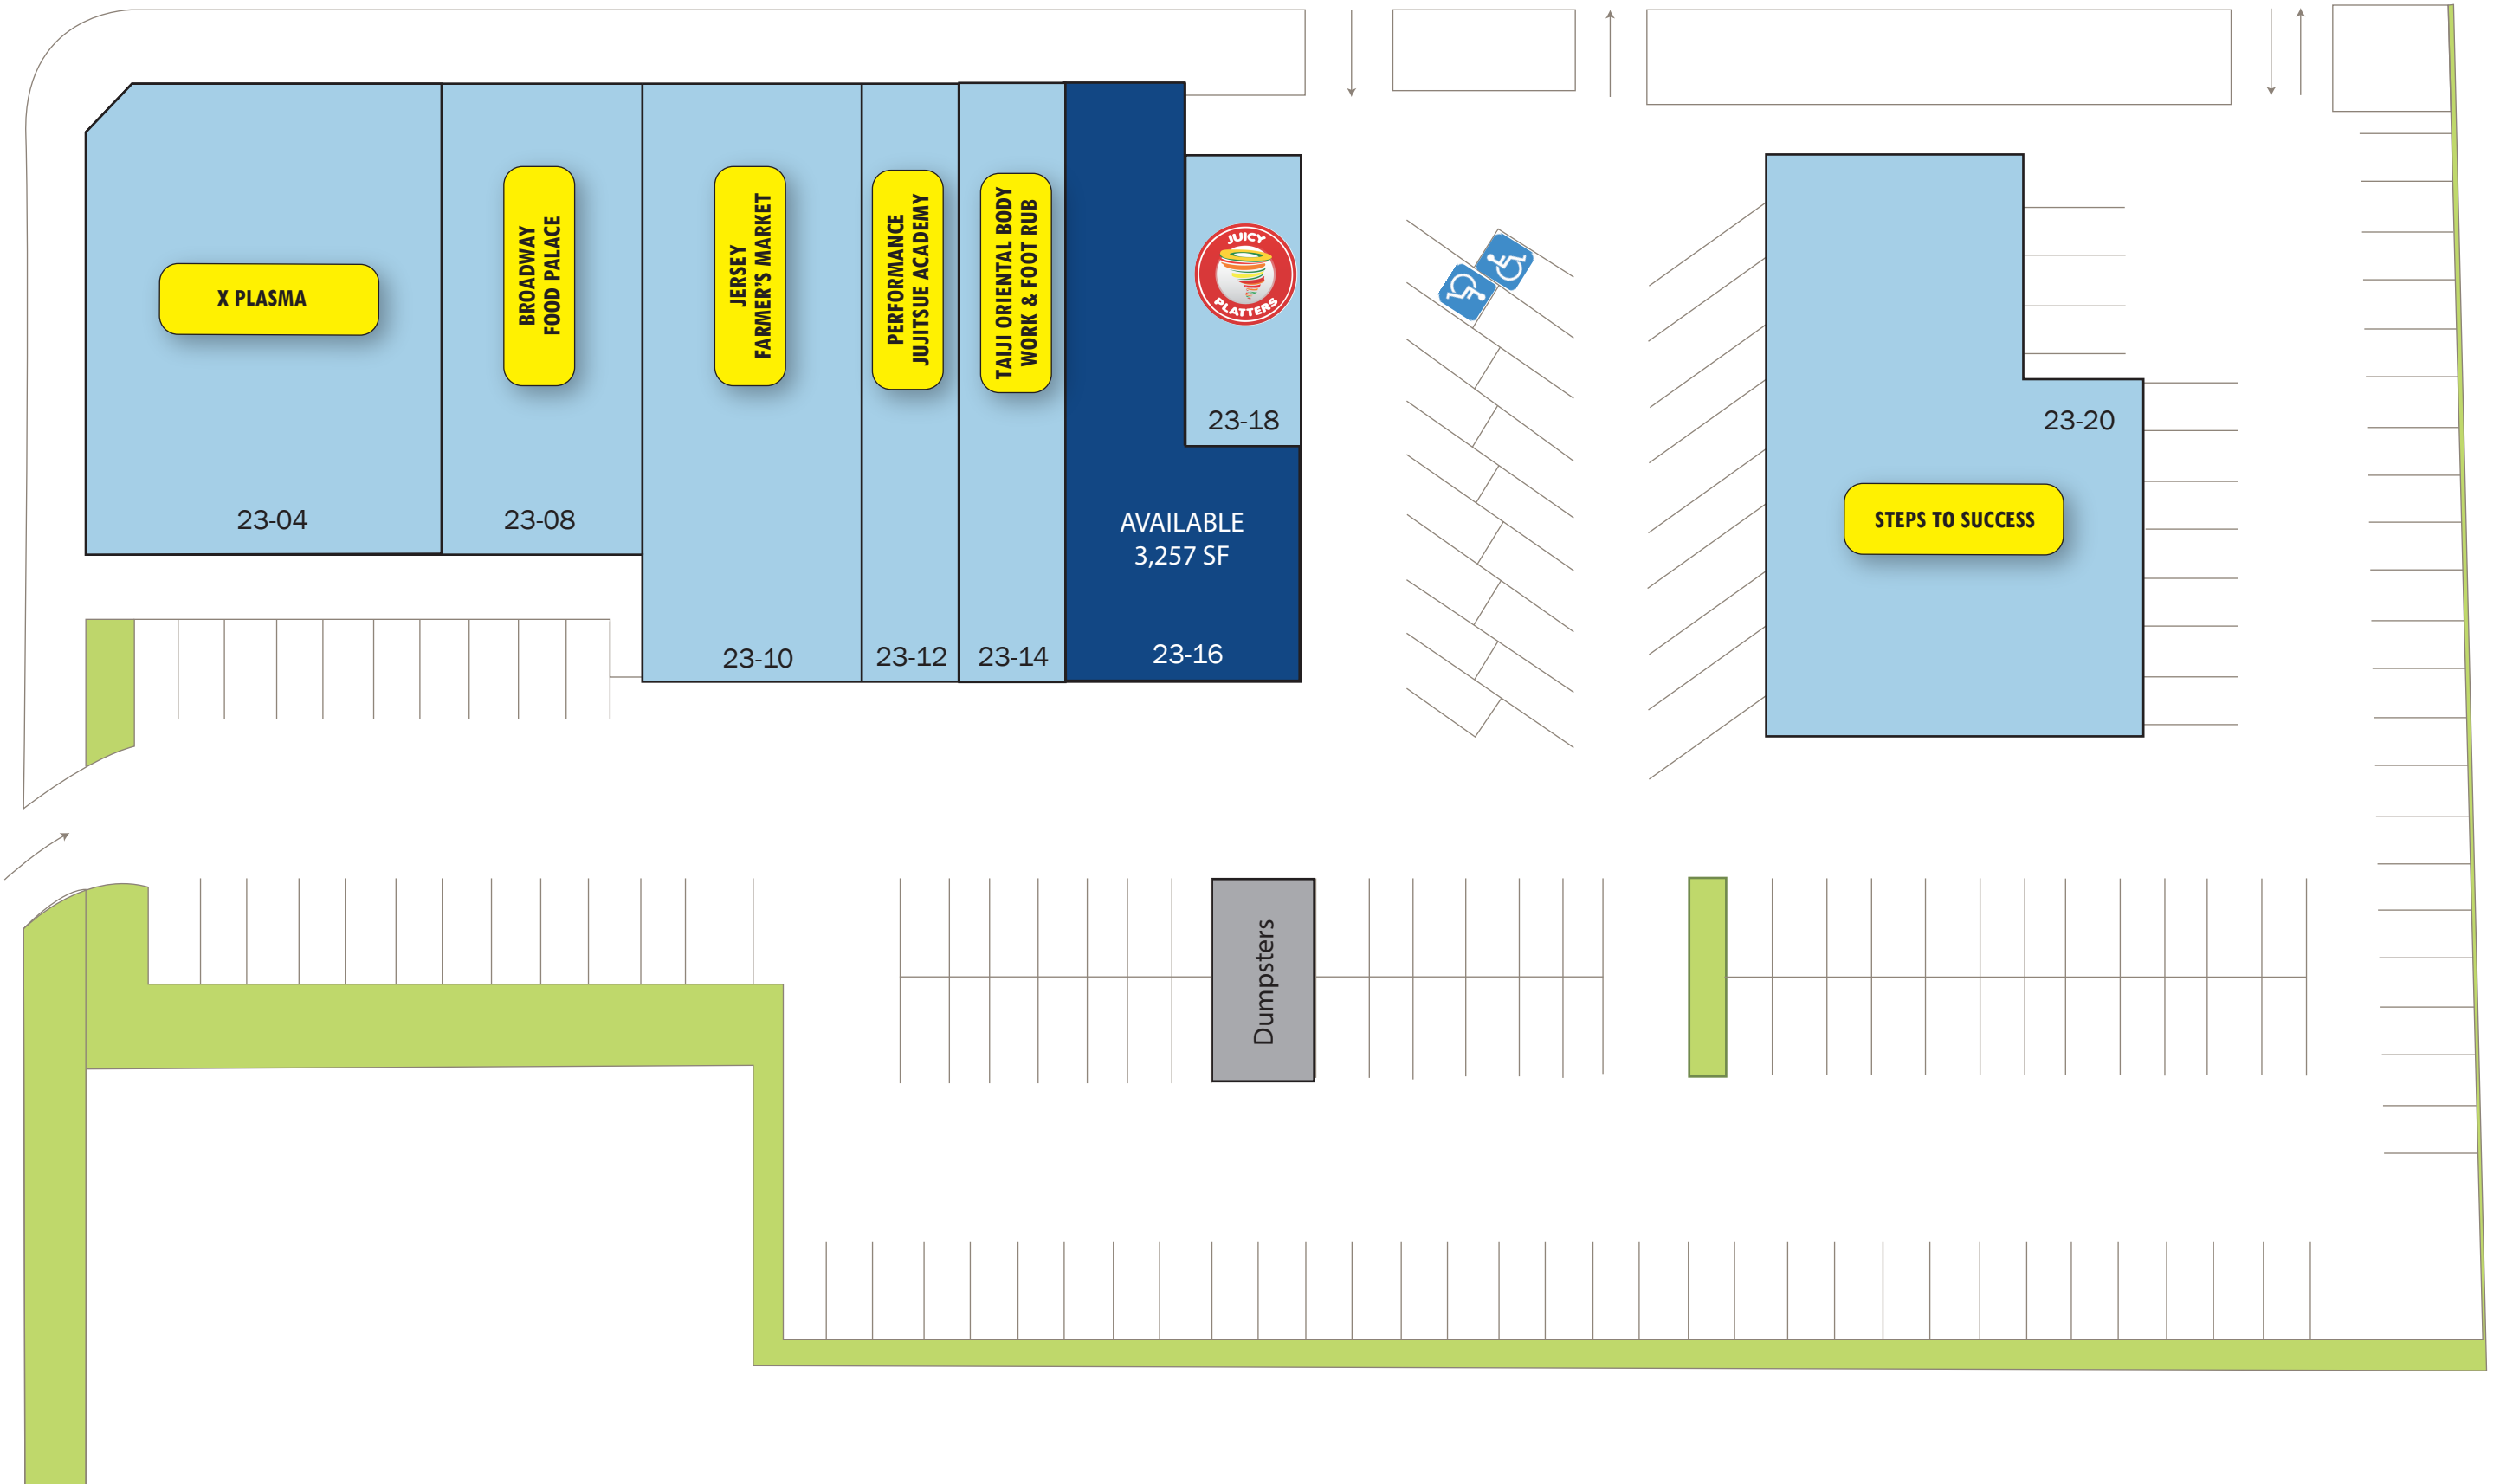 X PLASMA
23-04
BROADWAY
FOOD PALACE
23-08
JERSEY
FARMER'S MARKET
23-10
PERFORMANCE
JUJITSUE ACADEMY
23-12
TAIJI ORIENTAL BODY
WORK & FOOT RUB
23-14
AVAILABLE
3,257 SF
23-16
JUICY
PLATTERS
23-18
23-20
STEPS TO SUCCESS
Dumpsters